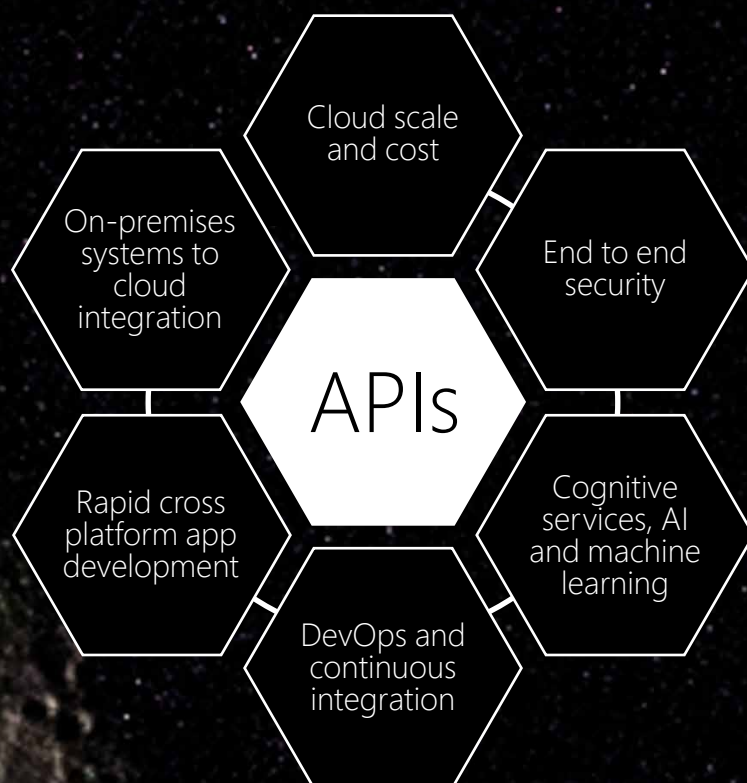 Cloud scale
and cost
On-premises
systems to
cloud
integration
End to end
security
APIs
Rapid cross
platform app
development
Cognitive
services, AI
and machine
learning
DevOps and
continuous
integration